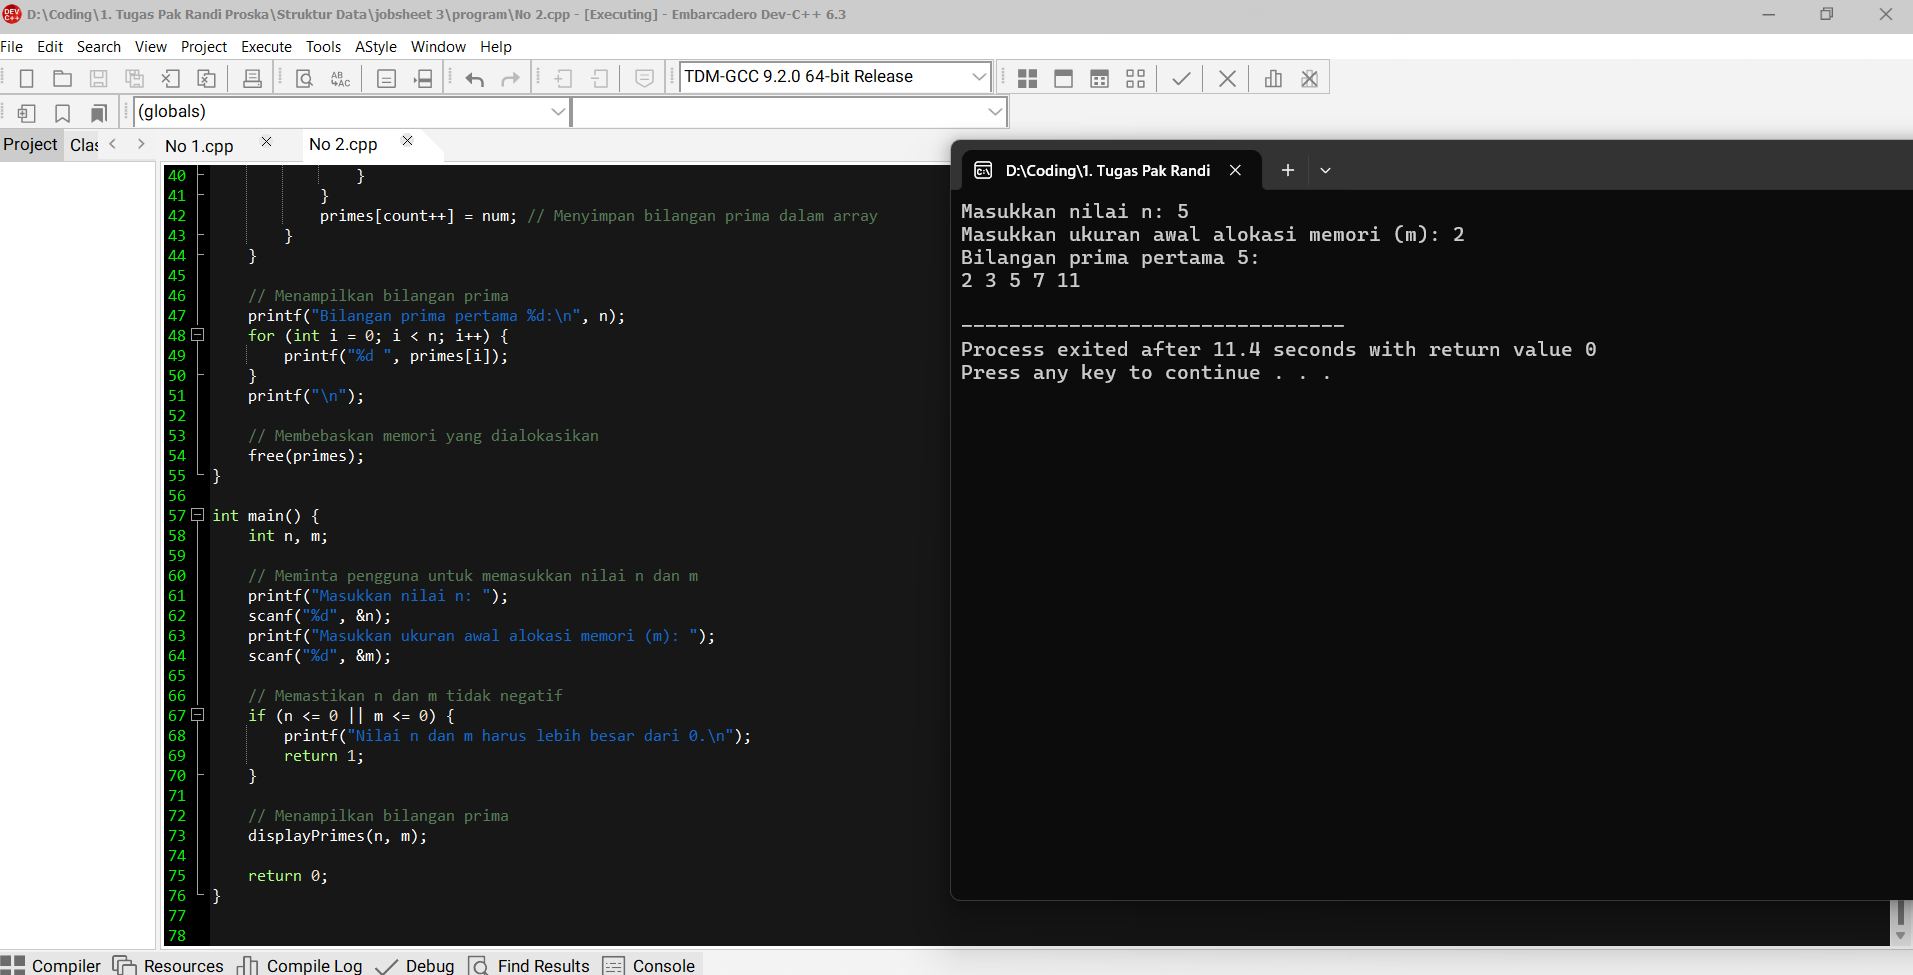 D:\Coding\1. Tugas Pak Randi Proska\Struktur Data\jobsheet 3\program\No 2.cpp - [Executing] - Embarcadero Dev-C++ 6.3
File Edit Search View Project Execute Tools AStyle Window Help
TDM-GCC 9.2.0 64-bit Release
(globals)
Project Clas No 1.cpp No 2.cpp
40 }
41 }
42 primes[count++] = num; // Menyimpan bilangan prima dalam array
43 }
44 }
45
46 // Menampilkan bilangan prima
47 printf("Bilangan prima pertama %d:\n", n);
48 for (int i = 0; i < n; i++) {
49 printf("%d ", primes[i]);
50 }
51 printf("\n");
52
53 // Membebaskan memori yang dialokasikan
54 free(primes);
55 }
56
57 int main() {
58 int n, m;
59
60 // Meminta pengguna untuk memasukkan nilai n dan m
61 printf("Masukkan nilai n: ");
62 scanf("%d", &n);
63 printf("Masukkan ukuran awal alokasi memori (m): ");
64 scanf("%d", &m);
65
66 // Memastikan n dan m tidak negatif
67 if (n <= 0 || m <= 0) {
68 printf("Nilai n dan m harus lebih besar dari 0.\n");
69 return 1;
70 }
71
72 // Menampilkan bilangan prima
73 displayPrimes(n, m);
74
75 return 0;
76 }
77
78
D:\Coding\1. Tugas Pak Randi
Masukkan nilai n: 5
Masukkan ukuran awal alokasi memori (m): 2
Bilangan prima pertama 5:
2 3 5 7 11
--------------------------------
Process exited after 11.4 seconds with return value 0
Press any key to continue . . .
Compiler Resources Compile Log Debug Find Results Console